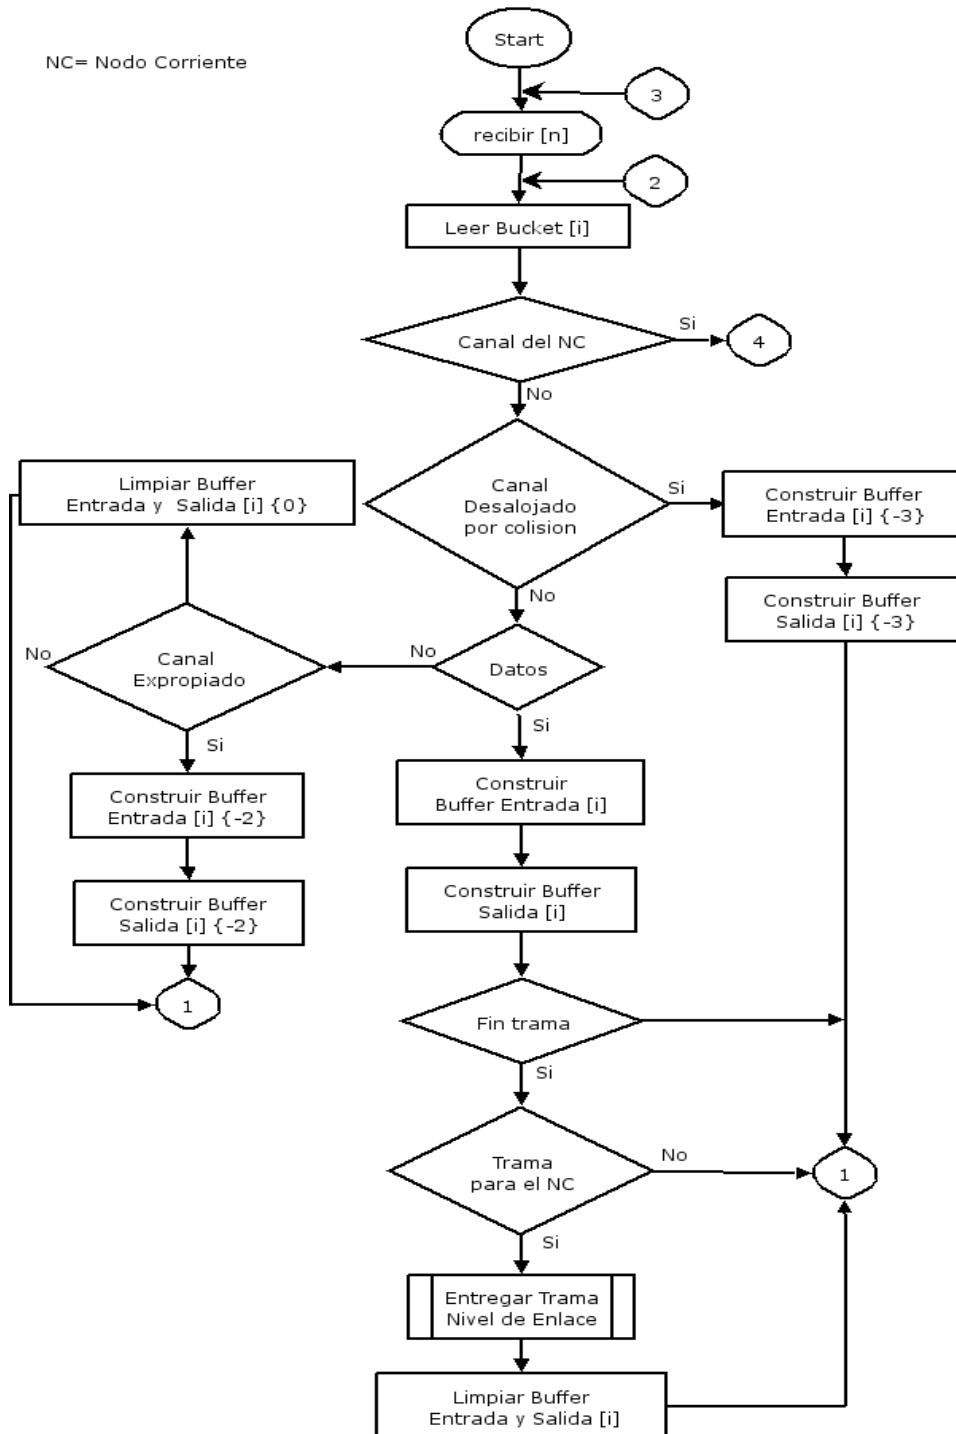 Start
NC= Nodo Corriente
3
recibir [n]
2
Leer Bucket [i]
Canal del NC
Si
4
No
Limpiar Buffer
Entrada y Salida [i] {0}
Canal
Desalojado
por colision
Si
Construir Buffer
Entrada [i] {-3}
Construir Buffer
Salida [i] {-3}
No
No
Canal
Expropiado
No
Datos
Si
Si
Construir Buffer
Entrada [i] {-2}
Construir
Buffer Entrada [i]
Construir Buffer
Salida [i] {-2}
Construir Buffer
Salida [i]
1
Fin trama
Si
Trama
para el NC
No
1
Si
Entregar Trama
Nivel de Enlace
Limpiar Buffer
Entrada y Salida [i]